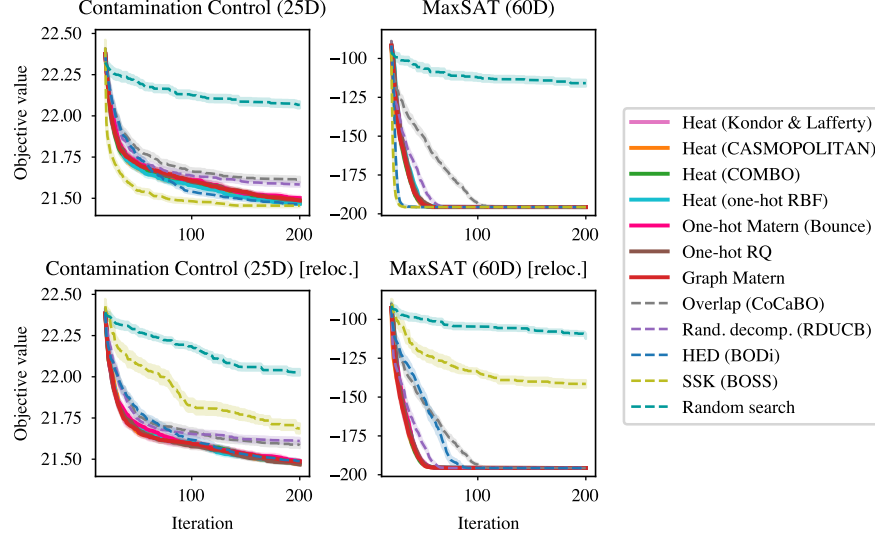 Contamination Control (25D)
MaxSAT (60D)
22.50
22.25
22.00
21.75
21.50
Objective value
100
200
−100
−125
−150
−175
−200
100
200
Contamination Control (25D) [reloc.]
MaxSAT (60D) [reloc.]
22.50
22.25
22.00
21.75
21.50
Objective value
100
200
Iteration
−100
−125
−150
−175
−200
100
200
Iteration
Heat (Kondor & Lafferty)
Heat (CASMOPOLITAN)
Heat (COMBO)
Heat (one-hot RBF)
One-hot Matern (Bounce)
One-hot RQ
Graph Matern
Overlap (CoCaBO)
Rand. decomp. (RDUCB)
HED (BODi)
SSK (BOSS)
Random search